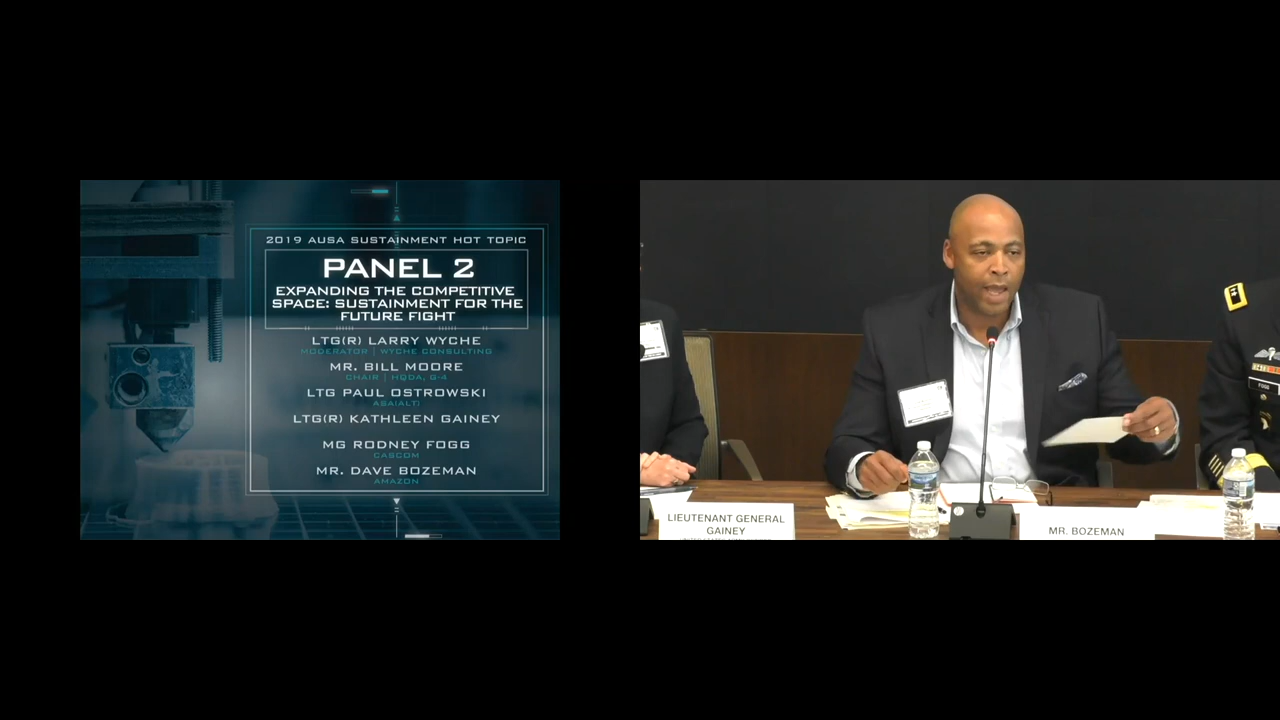 2019 AUSA SUSTAINMENT HOT TOPIC
PANEL 2
EXPANDING THE COMPETITIVE
SPACE: SUSTAINMENT FOR THE
FUTURE FIGHT
LTG(R) LARRY WYCHE
MODERATOR | WYCHE CONSULTING
MR. BILL MOORE
CHAIR | HQDA, G-4
LTG PAUL OSTROWSKI
ASA(ALT)
LTG(R) KATHLEEN GAINEY
MG RODNEY FOGG
CASCOM
MR. DAVE BOZEMAN
AMAZON
LIEUTENANT GENERAL
GAINEY
MR. BOZEMAN
FOGG